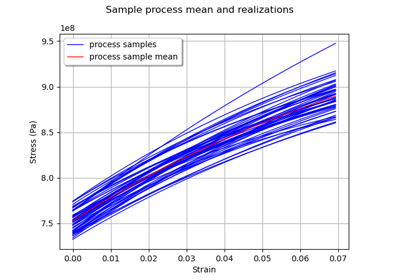 Sample process mean and realizations
1e8
process samples
process sample mean
9.5
9.0
8.5
8.0
7.5
Stress (Pa)
0.00 0.01 0.02 0.03 0.04 0.05 0.06 0.07
Strain